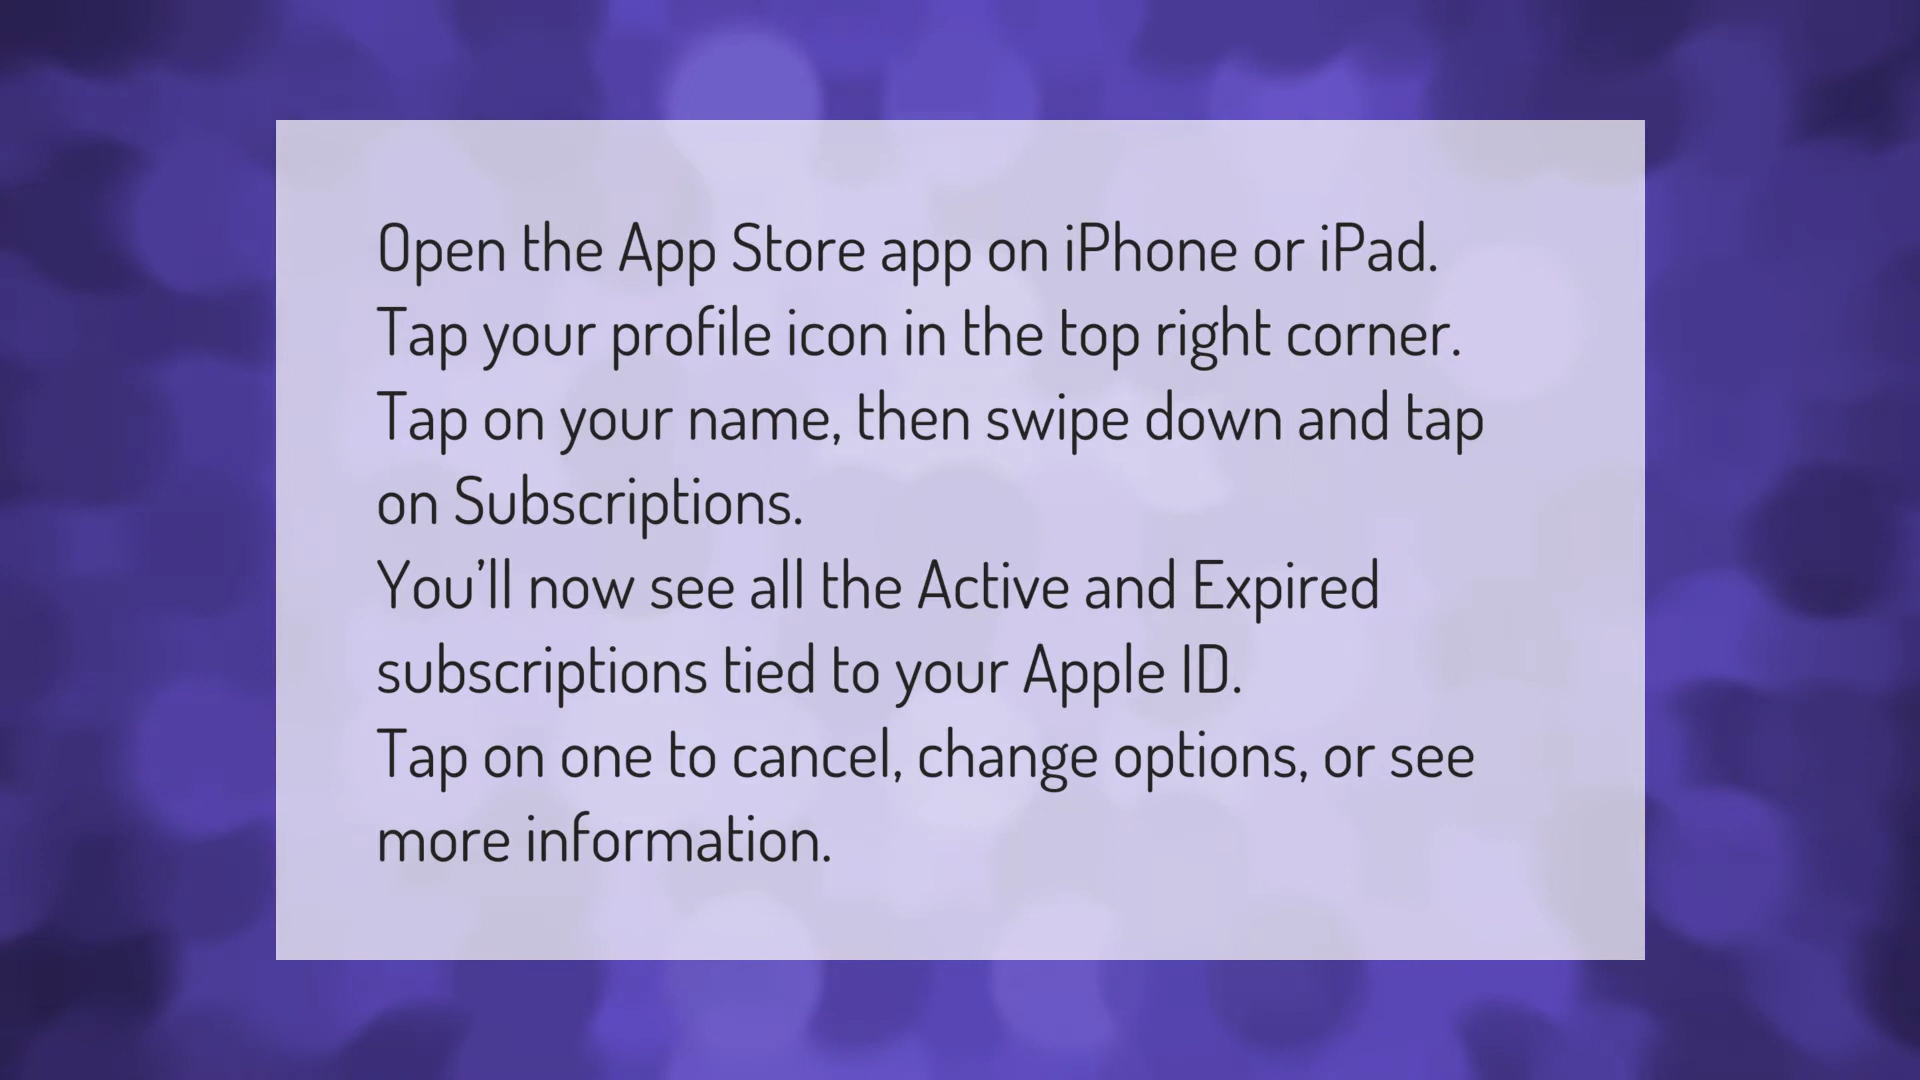 Open the App Store app on iPhone or iPad.
Tap your profile icon in the top right corner.
Tap on your name, then swipe down and tap
on Subscriptions.
You’ll now see all the Active and Expired
subscriptions tied to your Apple ID.
Tap on one to cancel, change options, or see
more information.